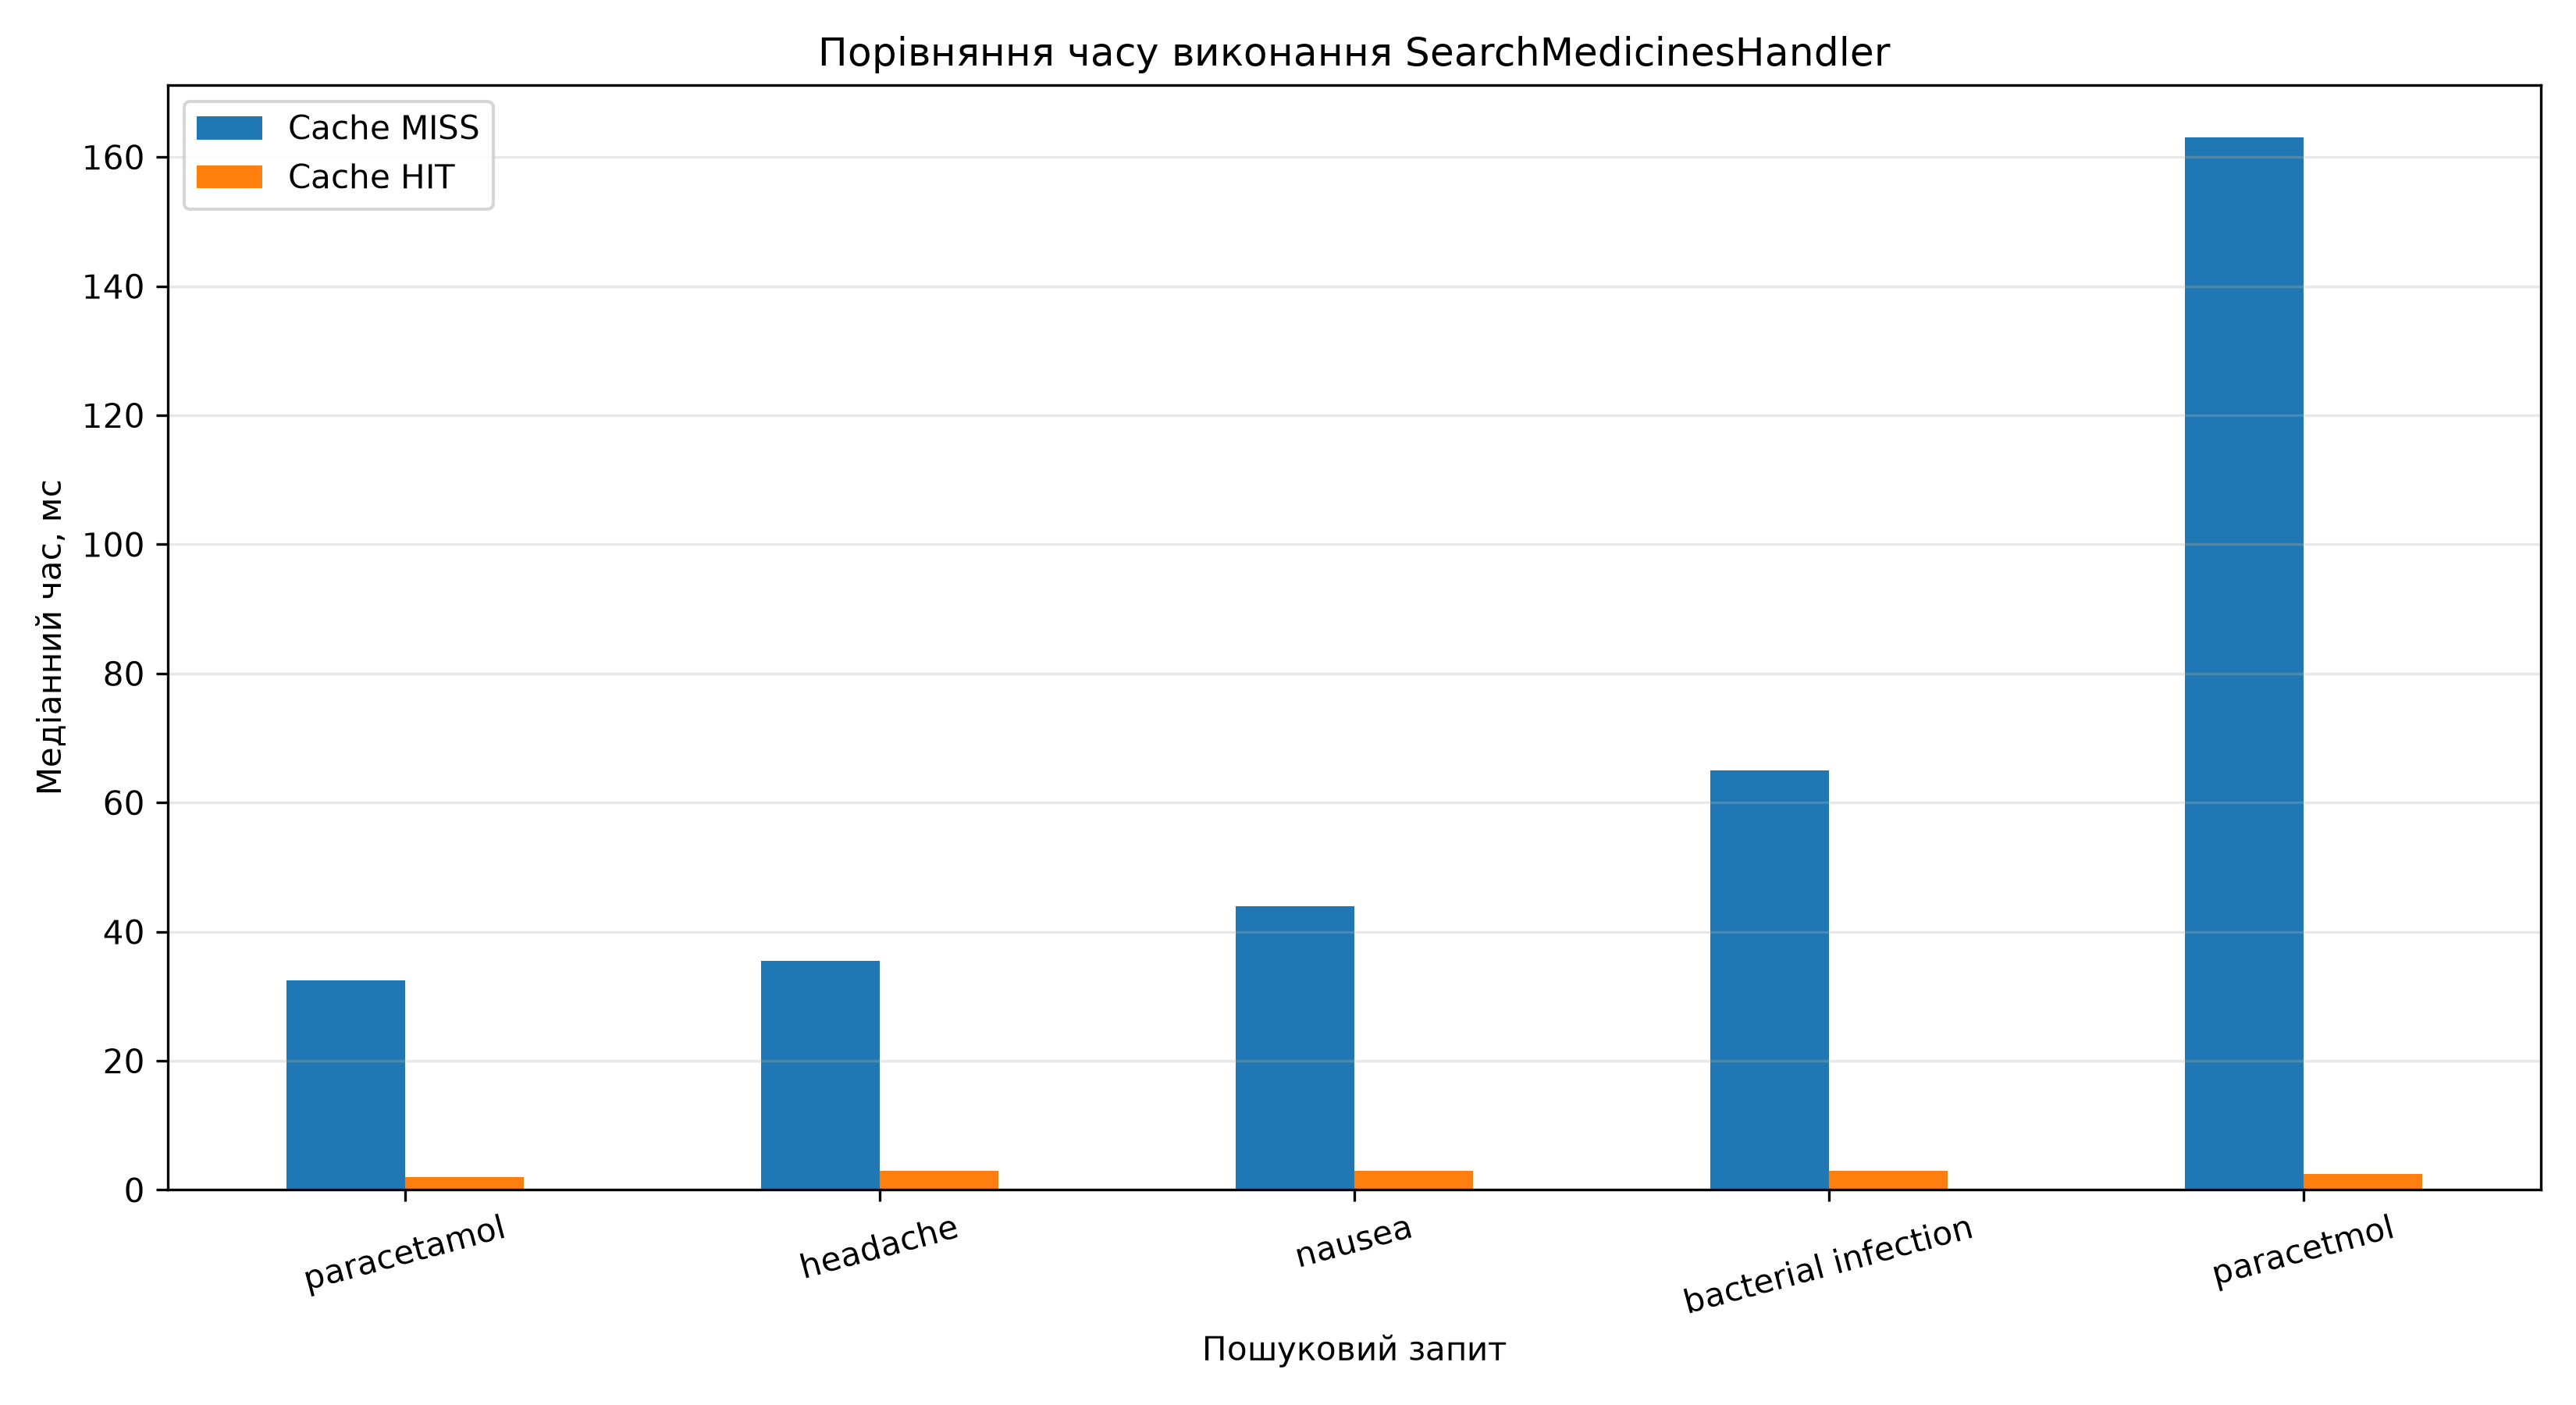 Порівняння часу виконання SearchMedicinesHandler
Cache MISS
Cache HIT
Медіанний час, мс
160
140
120
100
80
60
40
20
0
paracetamol
headache
nausea
bacterial infection
paracetmol
Пошуковий запит